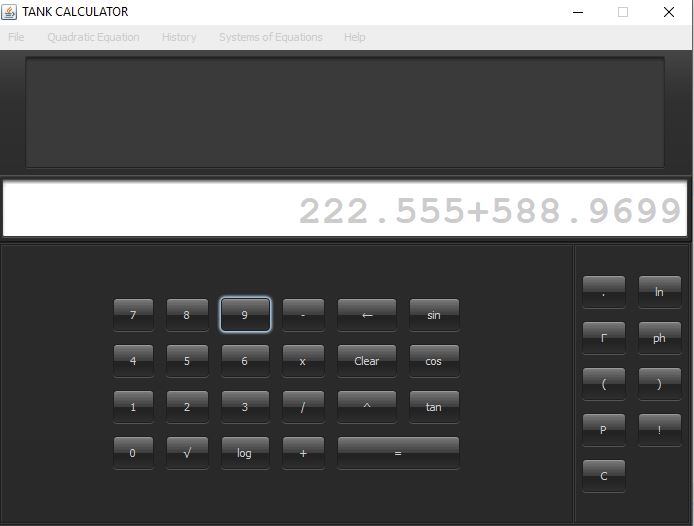 TANK CALCULATOR
File Quadratic Equation History Systems of Equations Help
222.555+588.9699
7 8 9 - ← sin
4 5 6 x Clear cos
1 2 3 / ^ tan
0 √ log + =
. ln
Γ ph
( )
P !
C